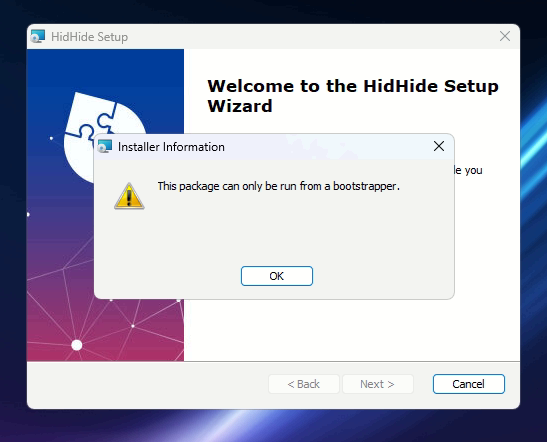 HidHide Setup
Welcome to the HidHide Setup
Wizard
Installer Information
you
This package can only be run from a bootstrapper.
OK
< Back
Next >
Cancel